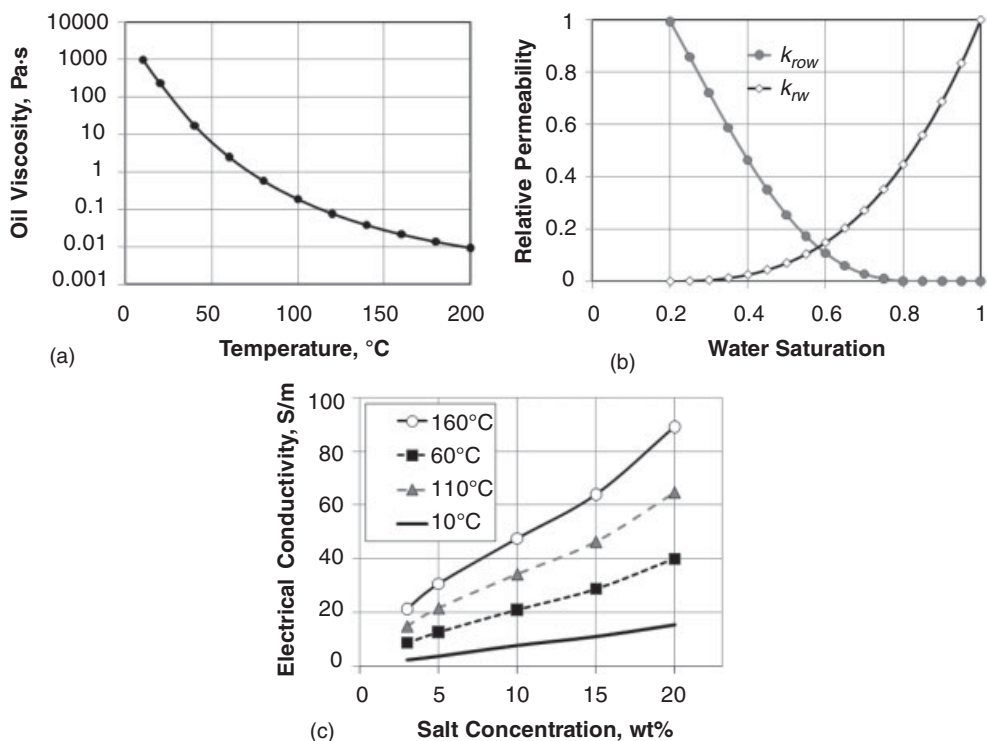 10000
1000
100
10
1
0.1
0.01
0.001
0
50
100
150
200
Oil Viscosity, Pa·s
Temperature, °C
(a)
1
0.8
0.6
0.4
0.2
0
0
0.2
0.4
0.6
0.8
1
Relative Permeability
Water Saturation
k_row
k_rw
(b)
100
80
60
40
20
0
0
5
10
15
20
Electrical Conductivity, S/m
Salt Concentration, wt%
160°C
60°C
110°C
10°C
(c)